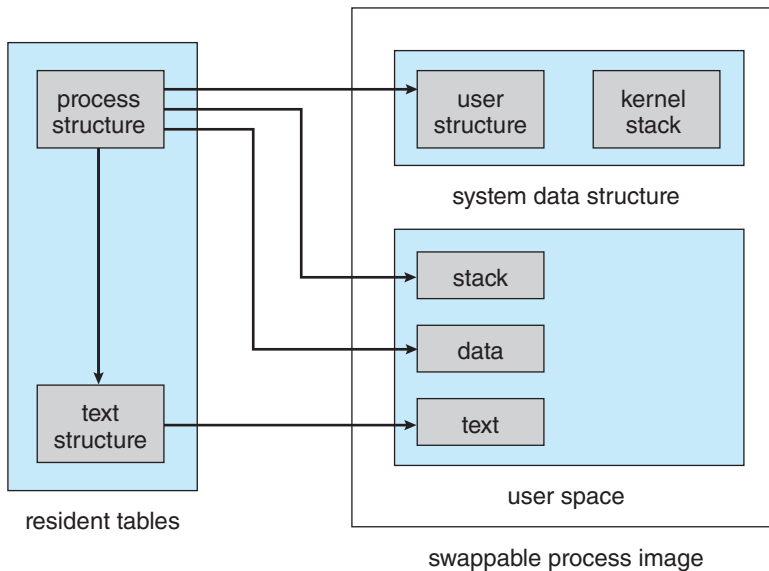 process
structure
text
structure
resident tables
user
structure
kernel
stack
system data structure
stack
data
text
user space
swappable process image